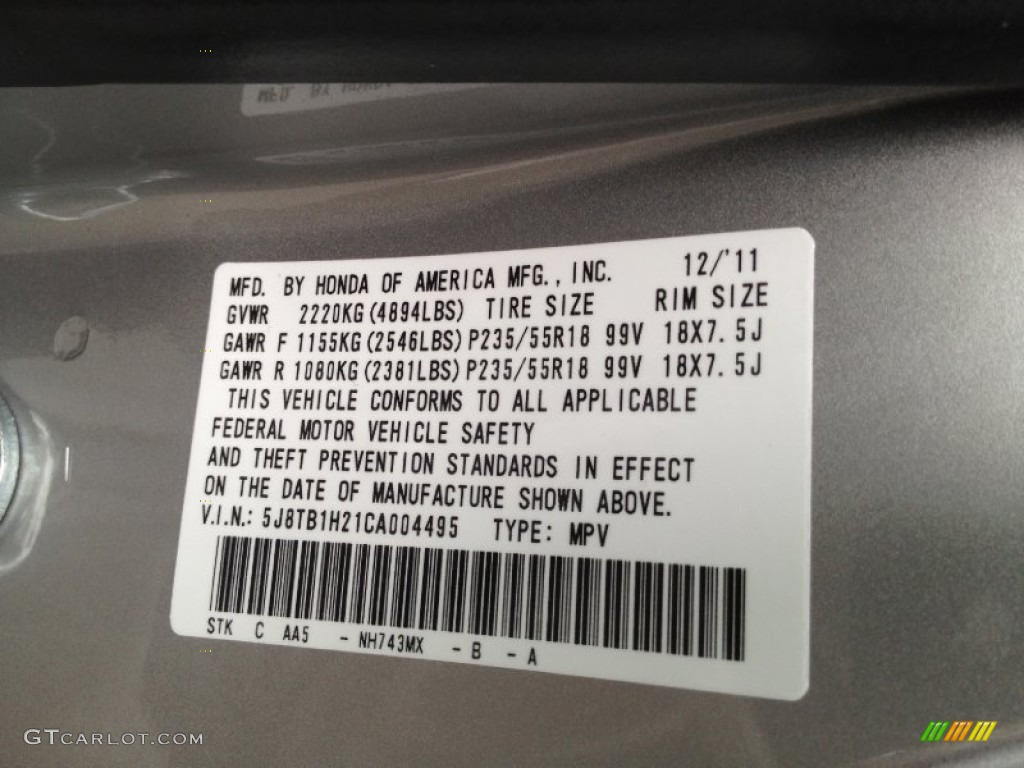 MFD. BY HONDA OF AMERICA MFG., INC. 12/'11
GVWR 2220KG(4894LBS) TIRE SIZE RIM SIZE
GAWR F 1155KG(2546LBS) P235/55R18 99V 18X7.5J
GAWR R 1080KG(2381LBS) P235/55R18 99V 18X7.5J
THIS VEHICLE CONFORMS TO ALL APPLICABLE
FEDERAL MOTOR VEHICLE SAFETY
AND THEFT PREVENTION STANDARDS IN EFFECT
ON THE DATE OF MANUFACTURE SHOWN ABOVE.
V.I.N.: 5J8TB1H21CA004495 TYPE: MPV
STK C AA5 - NH743MX - B - A
GTCARLOT.COM